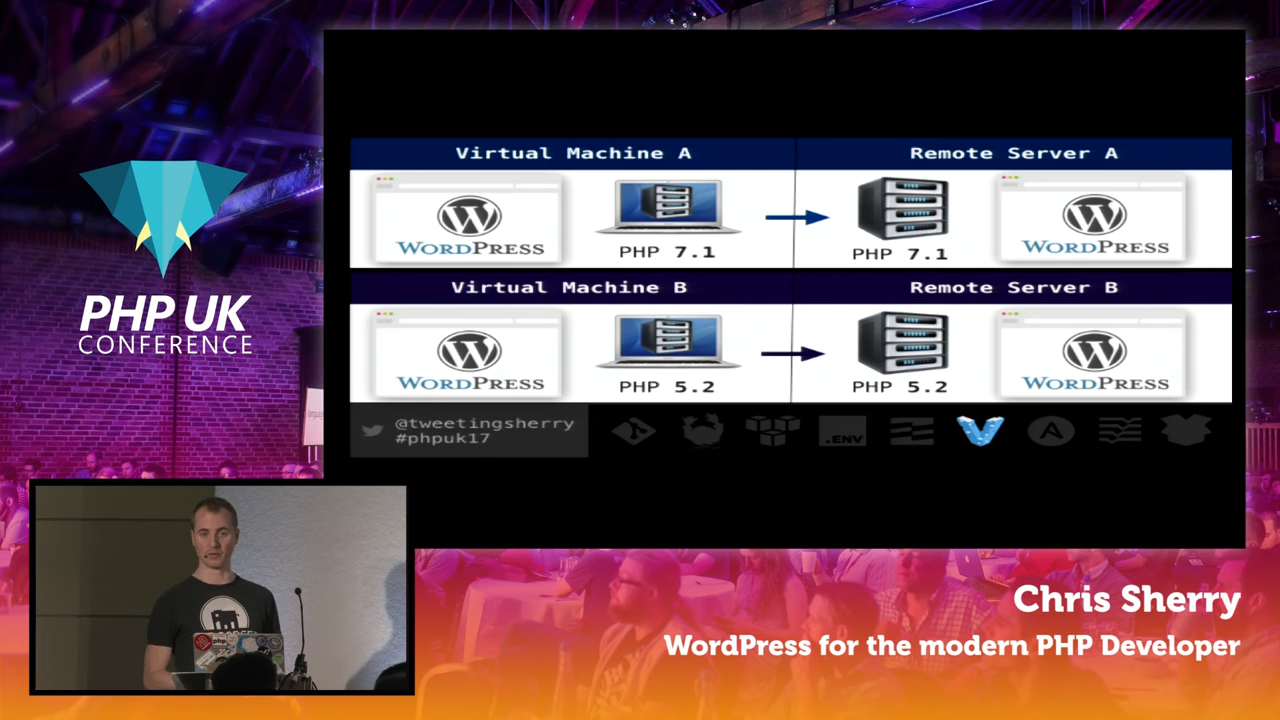 PHP UK
CONFERENCE
Virtual Machine A
Remote Server A
WORDPRESS
PHP 7.1
PHP 7.1
WORDPRESS
Virtual Machine B
Remote Server B
WORDPRESS
PHP 5.2
PHP 5.2
WORDPRESS
@tweetingsherry
#phpuk17
.ENV
php
Chris Sherry
WordPress for the modern PHP Developer